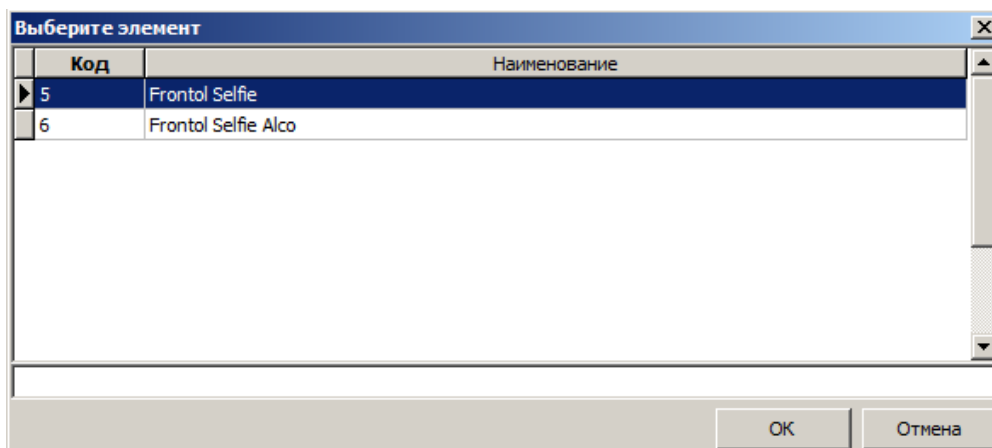 Выберите элемент
Код Наименование
5 Frontol Selfie
6 Frontol Selfie Alco
OK Отмена